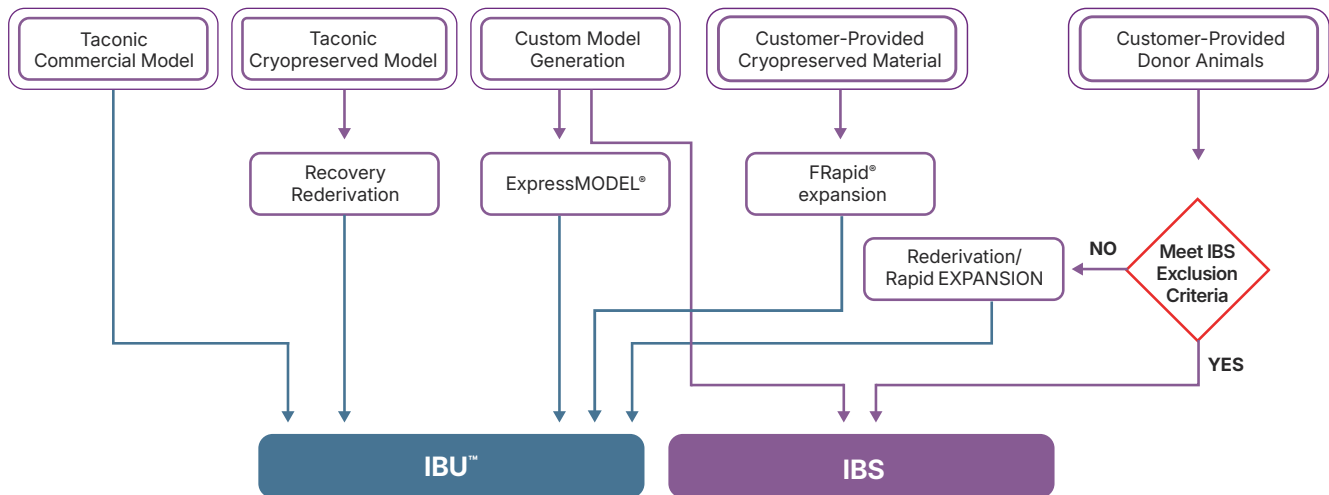 Taconic
Commercial Model
Taconic
Cryopreserved Model
Custom Model
Generation
Customer-Provided
Cryopreserved Material
Customer-Provided
Donor Animals
Recovery
Rederivation
ExpressMODEL®
FRapid®
expansion
Rederivation/
Rapid EXPANSION
NO
Meet IBS
Exclusion
Criteria
YES
IBU™
IBS